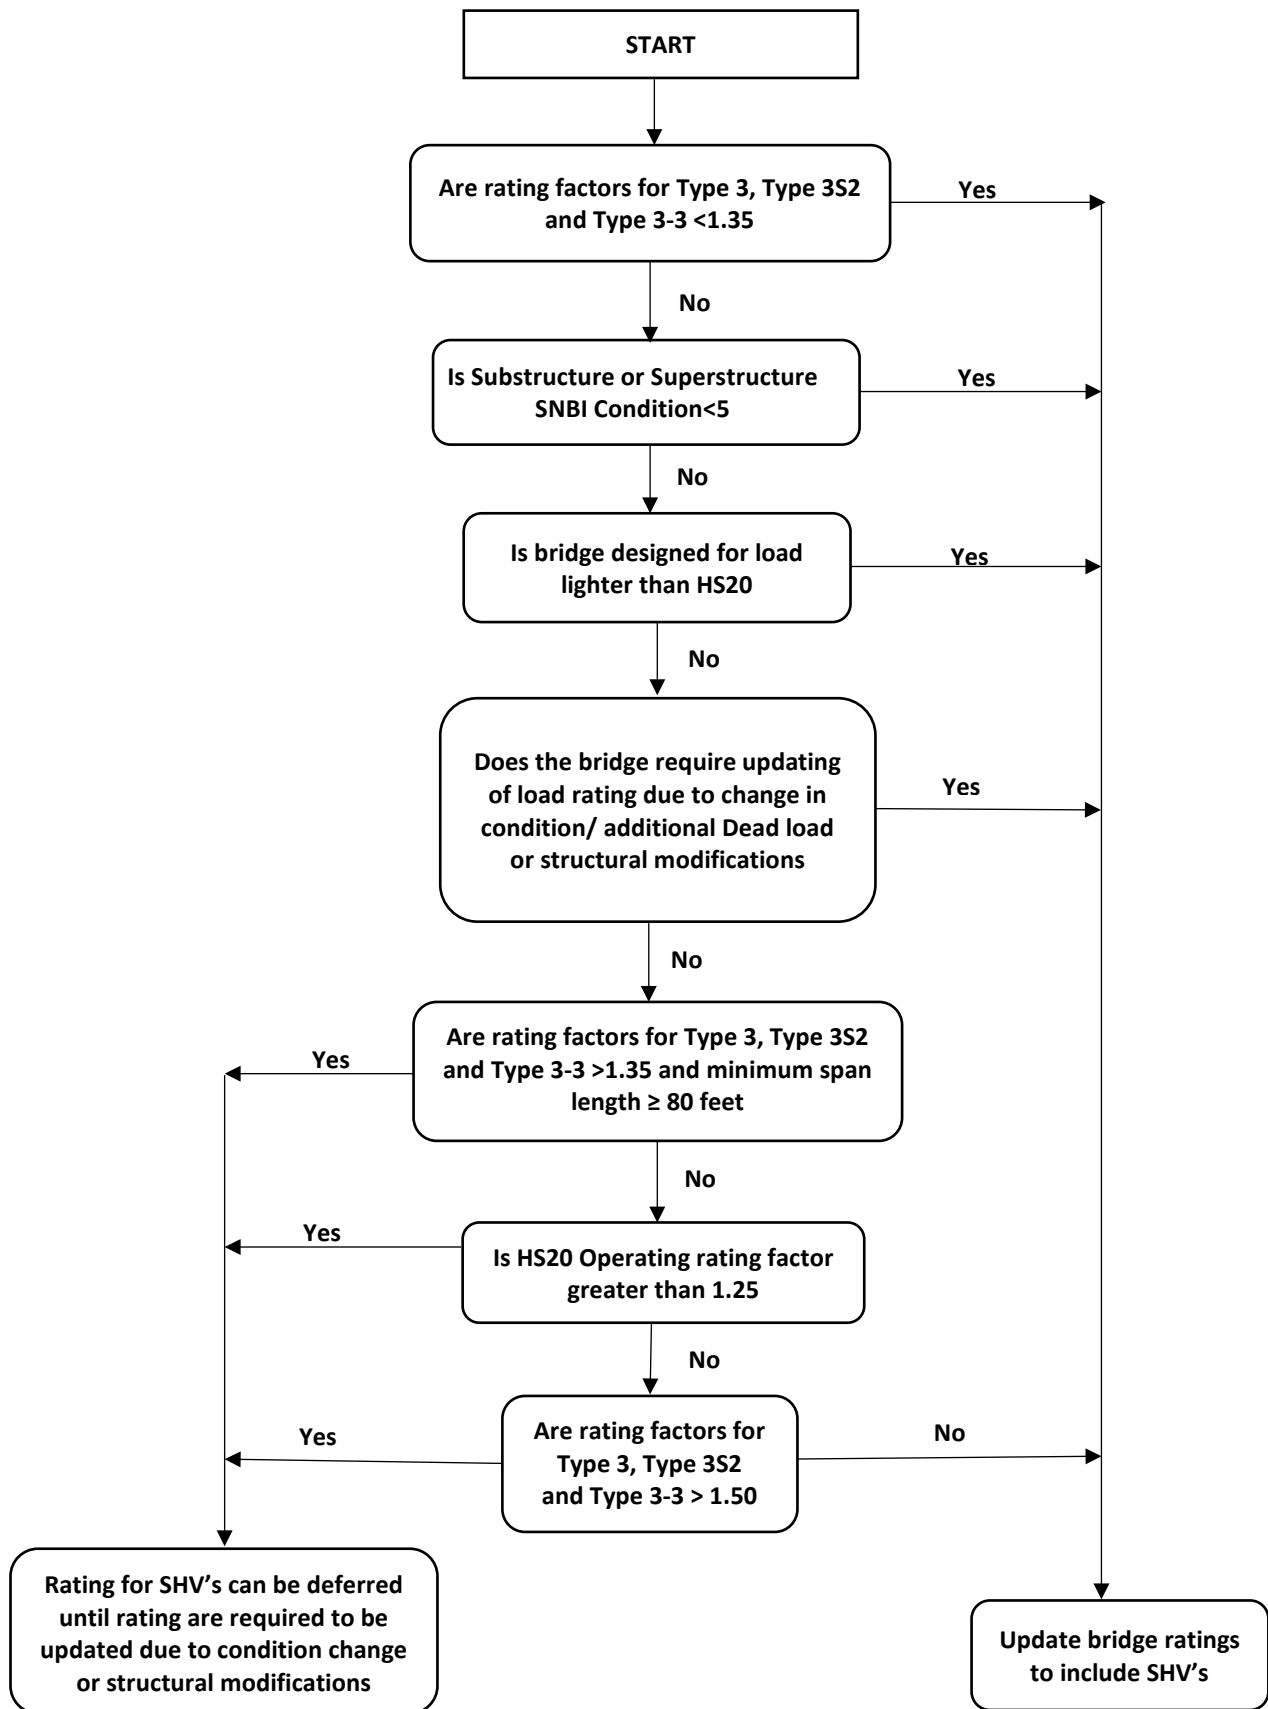 START
Are rating factors for Type 3, Type 3S2
and Type 3-3 <1.35
Yes
No
Is Substructure or Superstructure
SNBI Condition<5
Yes
No
Is bridge designed for load
lighter than HS20
Yes
No
Does the bridge require updating
of load rating due to change in
condition/ additional Dead load
or structural modifications
Yes
No
Are rating factors for Type 3, Type 3S2
and Type 3-3 >1.35 and minimum span
length ≥ 80 feet
Yes
No
Is HS20 Operating rating factor
greater than 1.25
Yes
No
Are rating factors for
Type 3, Type 3S2
and Type 3-3 > 1.50
Yes
No
Rating for SHV’s can be deferred
until rating are required to be
updated due to condition change
or structural modifications
Update bridge ratings
to include SHV’s